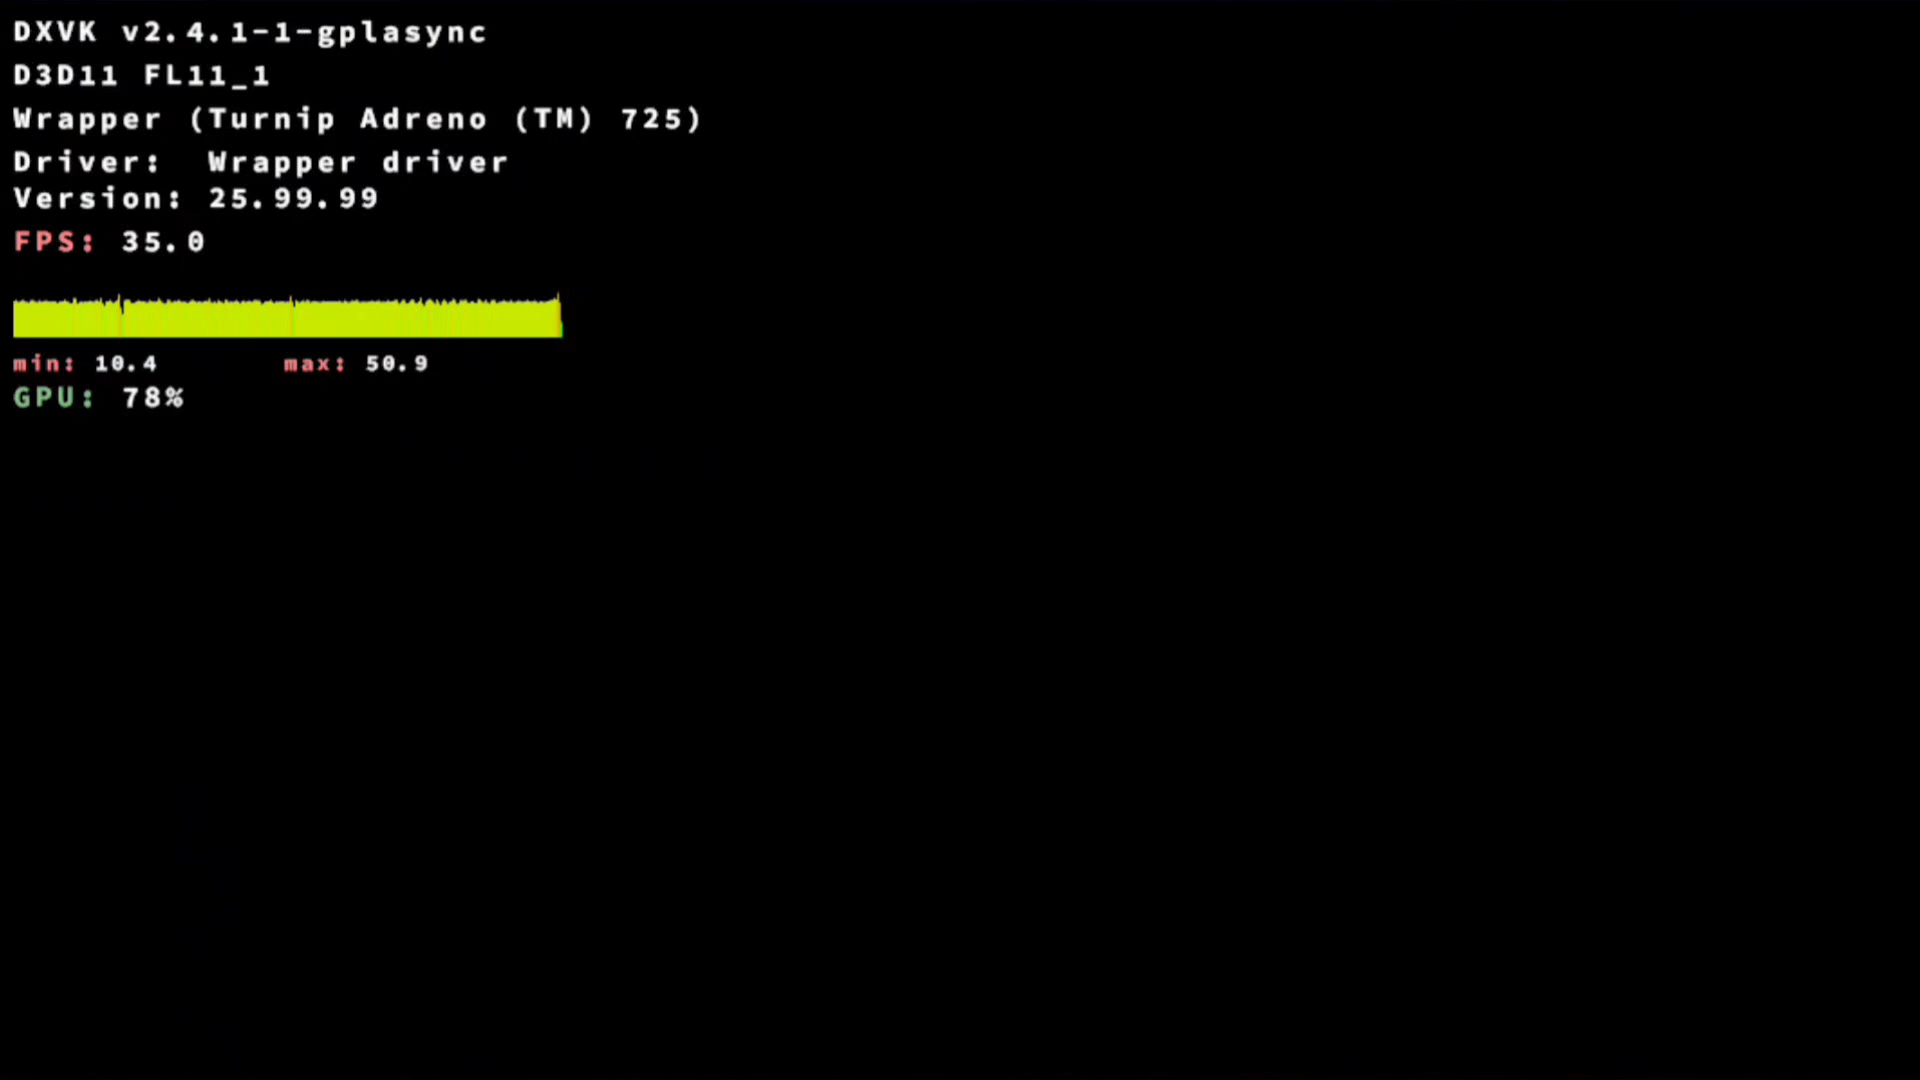 DXVK v2.4.1-1-gplasync
D3D11 FL11_1
Wrapper (Turnip Adreno (TM) 725)
Driver: Wrapper driver
Version: 25.99.99
FPS: 35.0
min: 10.4 max: 50.9
GPU: 78%